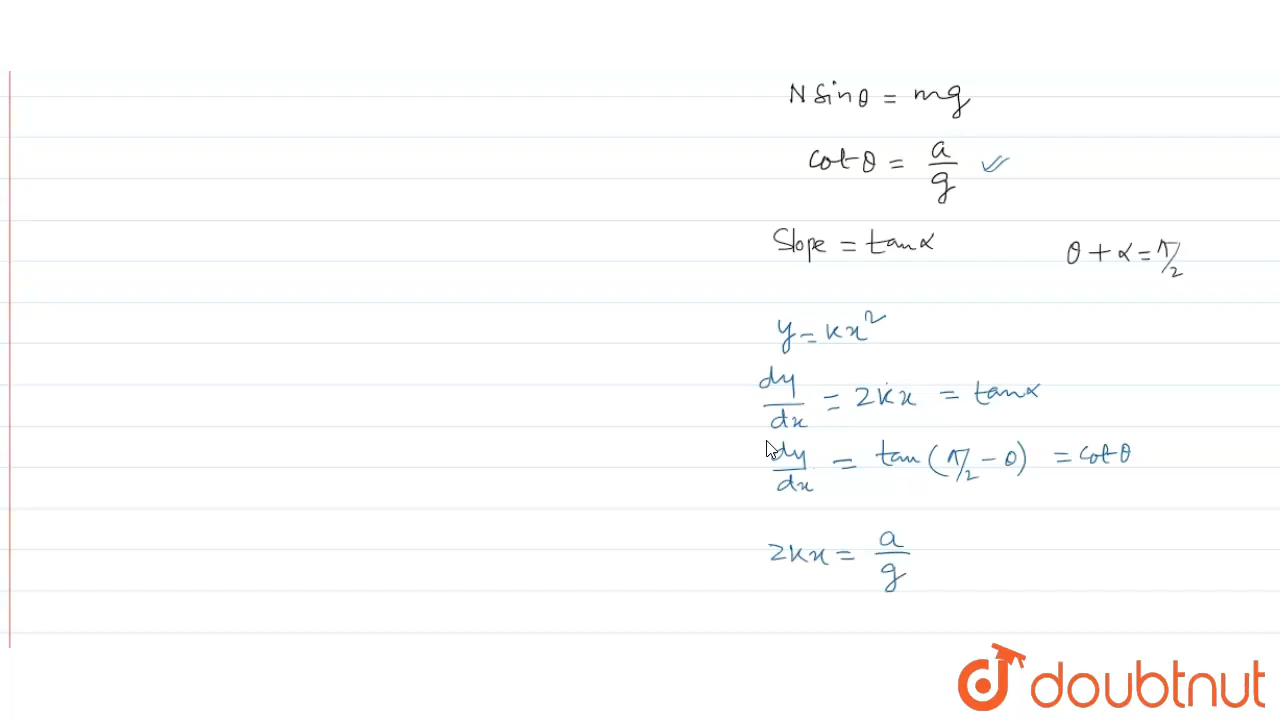 N sinθ = mg
cotθ = a/g
Slope = tanα
θ + α = π/2
y = kx²
dy/dx = 2kx = tanα
dy/dx = tan(π/2 - θ) = cotθ
2kx = a/g
doubtnut